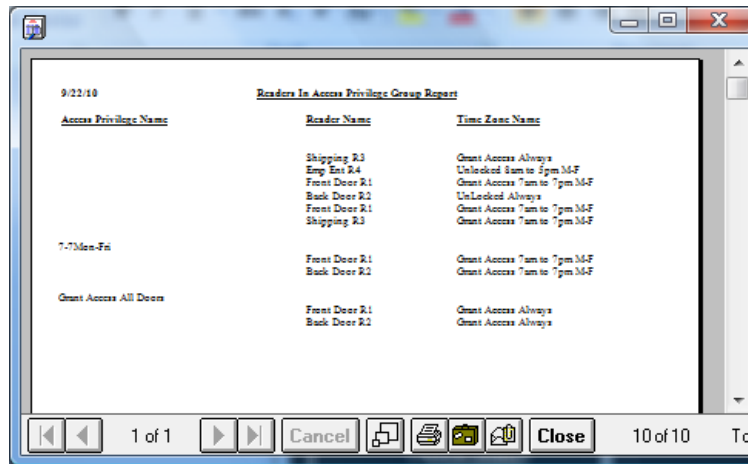 9/22/10 Readers In Access Privilege Group Report
Access Privilege Name Reader Name Time Zone Name
Shipping R3 Grant Access Always
Emp Ent R4 Unlocked 8am to 5pm M-F
Front Door R1 Grant Access 7am to 7pm M-F
Back Door R2 UnLocked Always
Front Door R1 Grant Access 7am to 7pm M-F
Shipping R3 Grant Access 7am to 7pm M-F
7-7Mon-Fri
Front Door R1 Grant Access 7am to 7pm M-F
Back Door R2 Grant Access 7am to 7pm M-F
Grant Access All Doors
Front Door R1 Grant Access Always
Back Door R2 Grant Access Always
1 of 1 Cancel Close 10 of 10 To